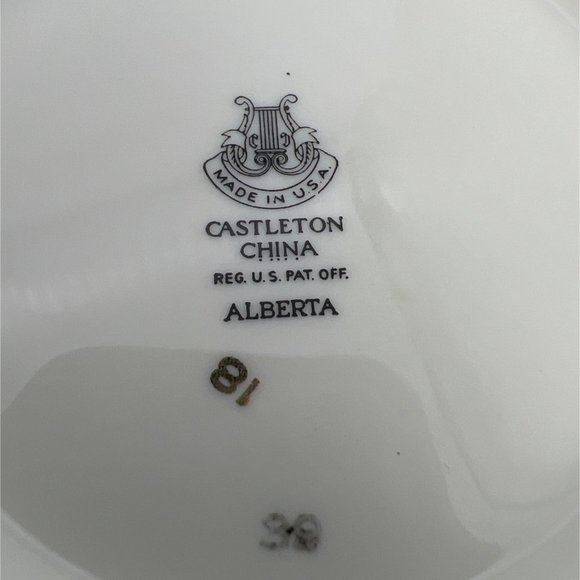 MADE IN U.S.A.
CASTLETON
CHINA
REG. U.S. PAT. OFF.
ALBERTA